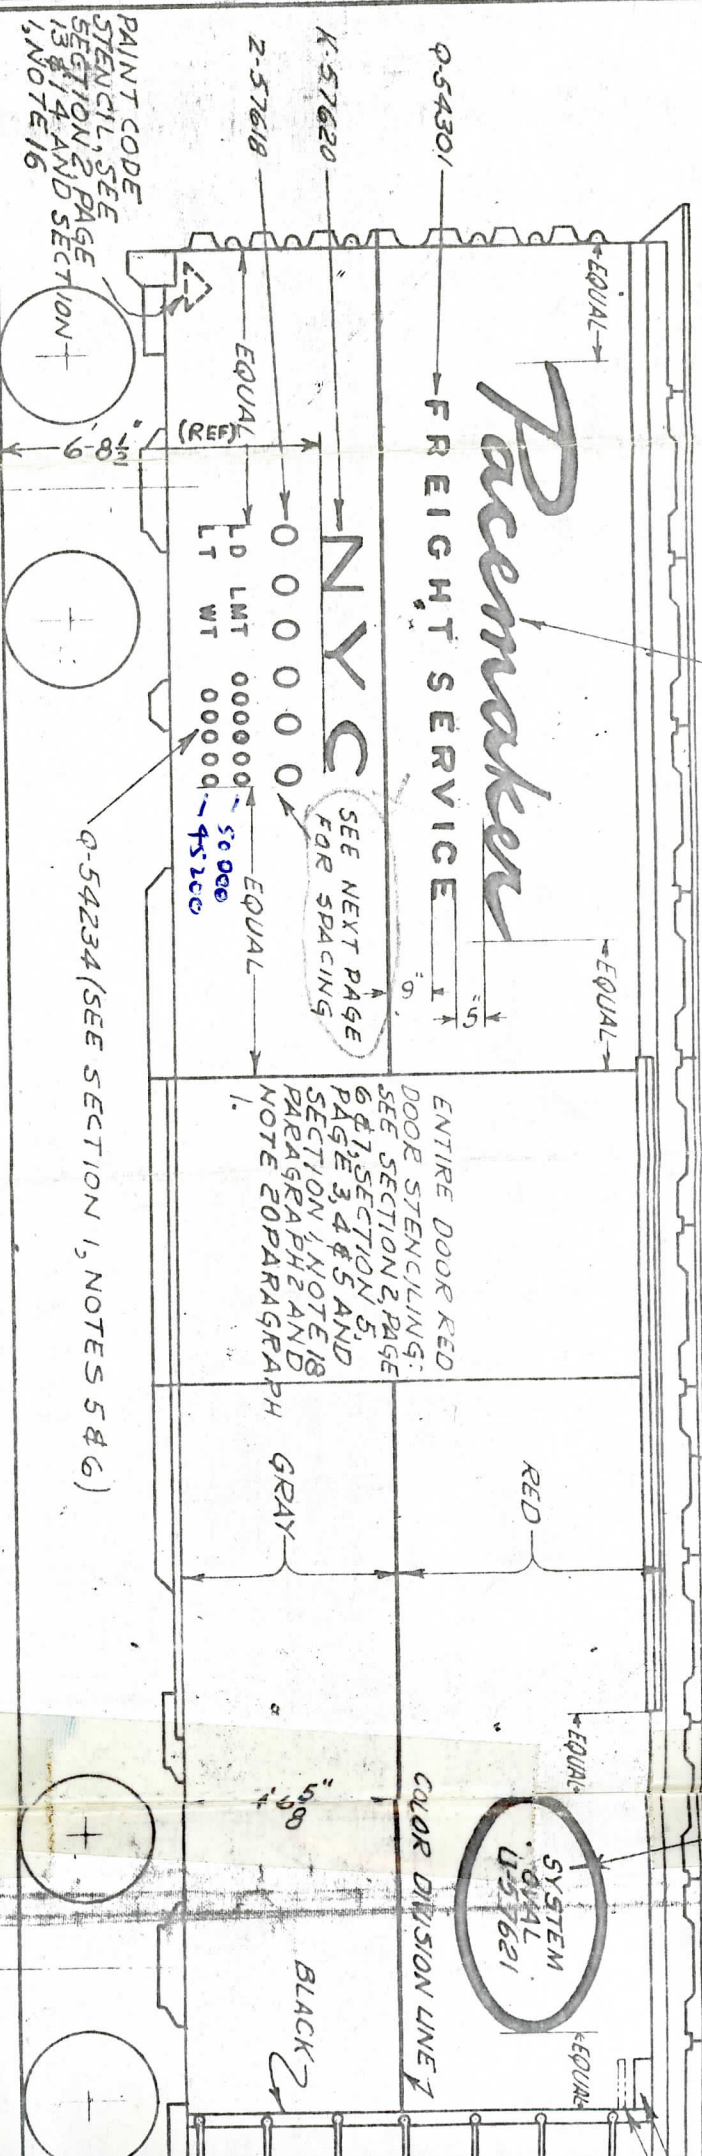 Q-54301
K-57620
2-57618
PAINT CODE
STENCIL, SEE
SECTION 2, PAGE
13 & 14 AND SECTION
1, NOTE 16
EQUAL
Pacemaker
FREIGHT SERVICE
EQUAL
9"
5"
EQUAL
6'-8½" (REF)
NYC
000000
LD LMT 000000 - 50000
LT WT 00000 - 45200
SEE NEXT PAGE
FOR SPACING
EQUAL
Q-54234 (SEE SECTION 1, NOTES 5 & 6)
ENTIRE DOOR RED
DOOR STENCILING:
SEE SECTION 2, PAGE
6 & 7, SECTION 5,
PAGE 3, 4 & 5 AND
SECTION 1, NOTE 18
PARAGRAPH 2 AND
NOTE 20 PARAGRAPH
1.
RED
GRAY
EQUAL
SYSTEM
OVAL
U-57621
EQUAL
COLOR DIVISION LINE
BLACK